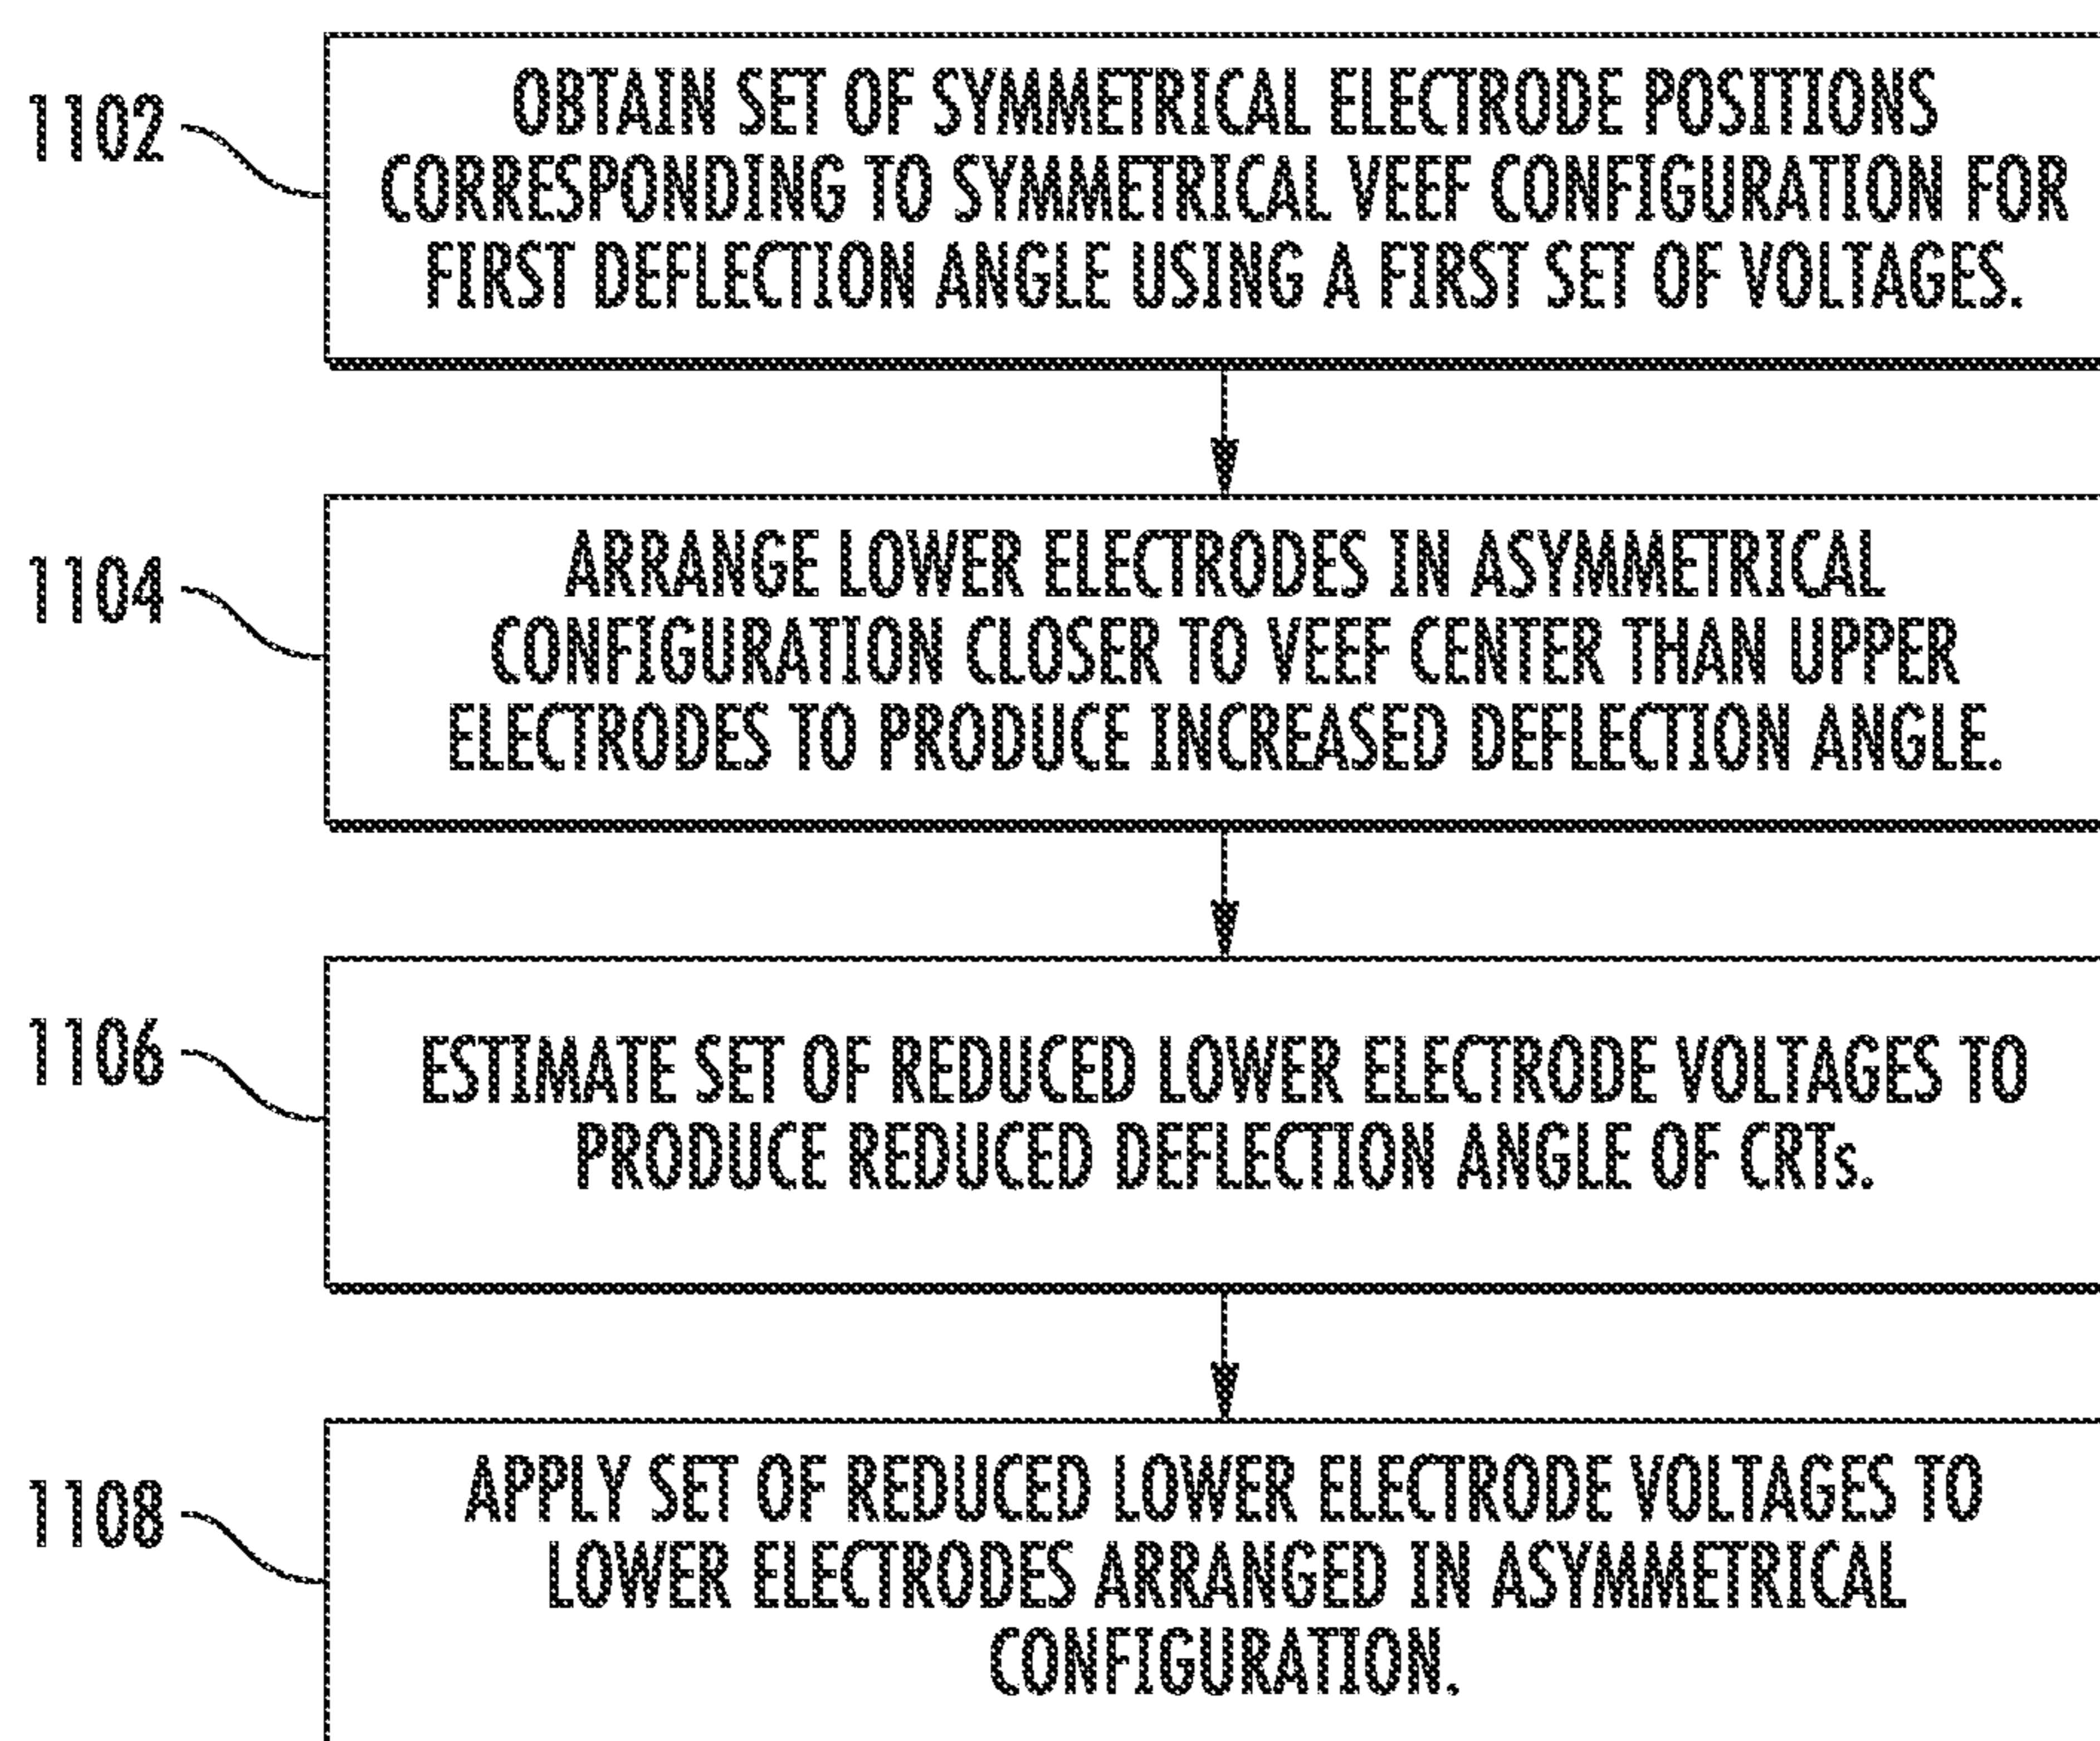 1102
OBTAIN SET OF SYMMETRICAL ELECTRODE POSITIONS
CORRESPONDING TO SYMMETRICAL VEEF CONFIGURATION FOR
FIRST DEFLECTION ANGLE USING A FIRST SET OF VOLTAGES.
1104
ARRANGE LOWER ELECTRODES IN ASYMMETRICAL
CONFIGURATION CLOSER TO VEEF CENTER THAN UPPER
ELECTRODES TO PRODUCE INCREASED DEFLECTION ANGLE.
1106
ESTIMATE SET OF REDUCED LOWER ELECTRODE VOLTAGES TO
PRODUCE REDUCED DEFLECTION ANGLE OF CRTs.
1108
APPLY SET OF REDUCED LOWER ELECTRODE VOLTAGES TO
LOWER ELECTRODES ARRANGED IN ASYMMETRICAL
CONFIGURATION.